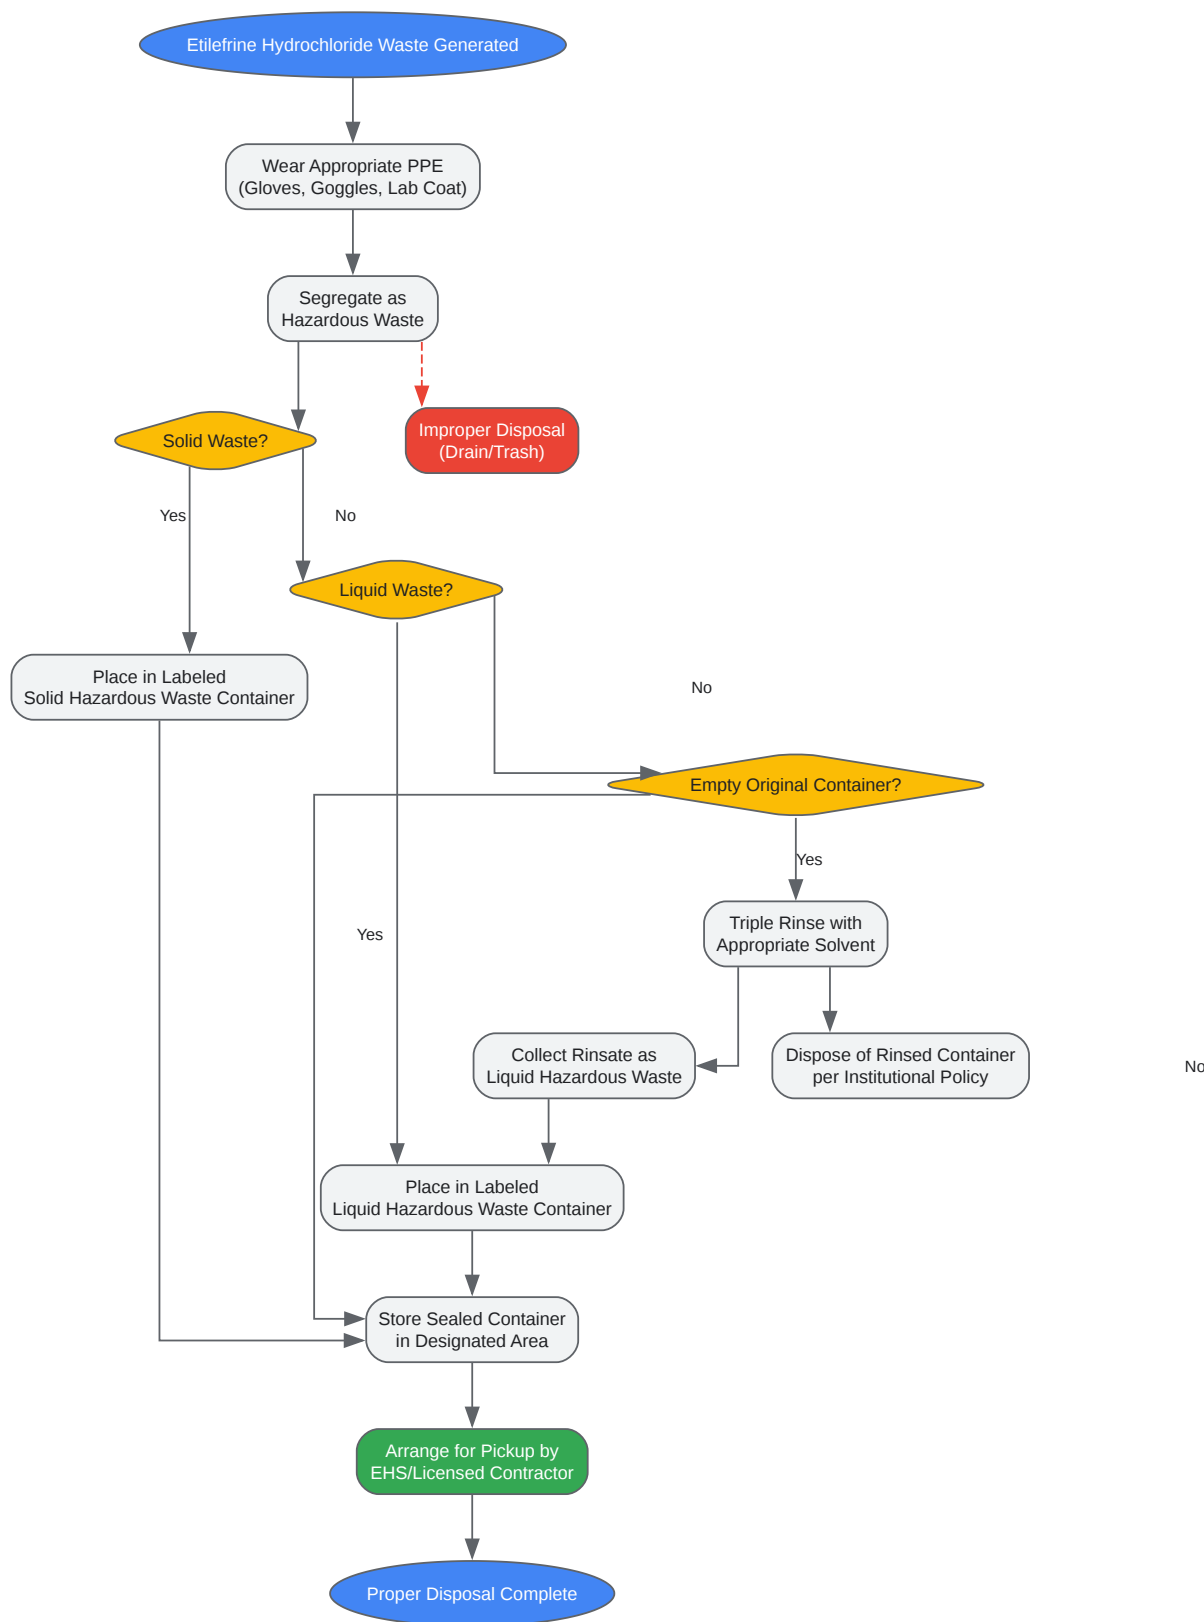 Etilefrine Hydrochloride Waste Generated
Wear Appropriate PPE
(Gloves, Goggles, Lab Coat)
Segregate as
Hazardous Waste
Solid Waste?
Improper Disposal
(Drain/Trash)
Yes
No
Liquid Waste?
Place in Labeled
Solid Hazardous Waste Container
No
Empty Original Container?
Yes
Triple Rinse with
Appropriate Solvent
Yes
Collect Rinsate as
Liquid Hazardous Waste
Dispose of Rinsed Container
per Institutional Policy
No
Place in Labeled
Liquid Hazardous Waste Container
Store Sealed Container
in Designated Area
Arrange for Pickup by
EHS/Licensed Contractor
Proper Disposal Complete